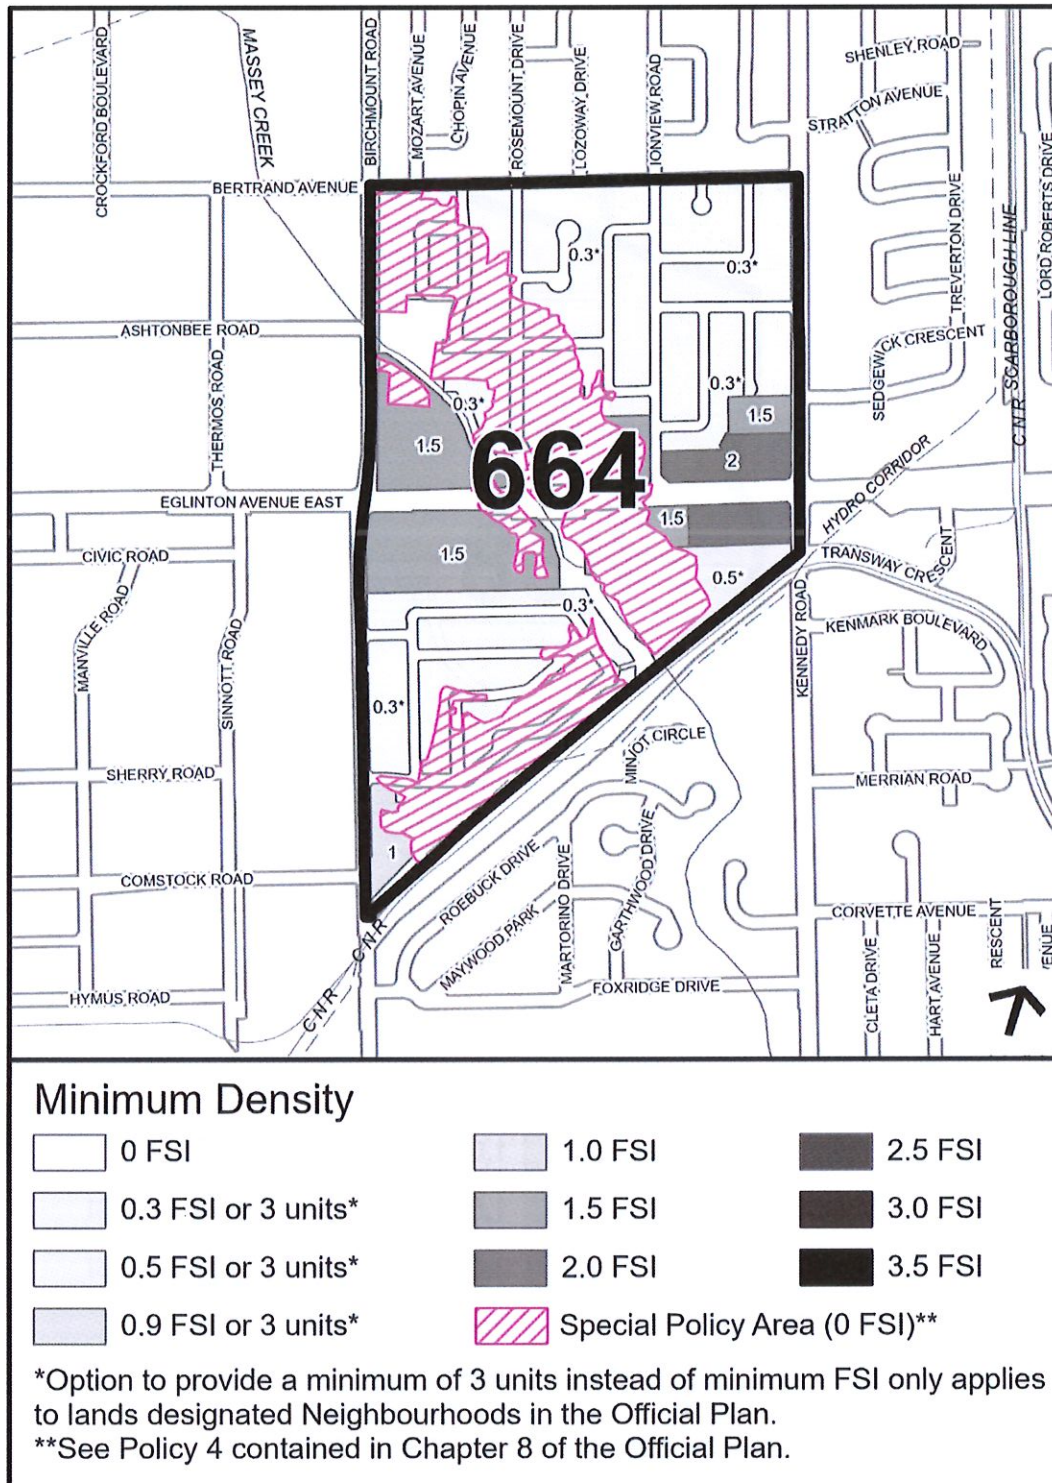 CROCKFORD BOULEVARD
MASSEY CREEK
BIRCHMOUNT ROAD
MOZART AVENUE
CHOPIN AVENUE
ROSEMOUNT DRIVE
LOZOWAY DRIVE
IONVIEW ROAD
SHENLEY ROAD
STRATTON AVENUE
TREVERTON DRIVE
C N R SCARBOROUGH LINE
LORD ROBERTS DRIVE
BERTRAND AVENUE
0.3*
0.3*
ASHTONBEE ROAD
THERMOS ROAD
SEDGEWICK CRESCENT
0.3*
0.3*
1.5
1.5
664
2
HYDRO CORRIDOR
EGLINTON AVENUE EAST
1.5
CIVIC ROAD
1.5
0.5*
TRANSWAY CRESCENT
MANVILLE ROAD
SINNOTT ROAD
0.3*
KENNEDY ROAD
KENMARK BOULEVARD
0.3*
MINJOT CIRCLE
SHERRY ROAD
MERRIAN ROAD
1
COMSTOCK ROAD
ROEBUCK DRIVE
MAYWOOD PARK
MARTORINO DRIVE
GARTHWOOD DRIVE
CORVETTE AVENUE
C N R
C N R
HYMUS ROAD
FOXRIDGE DRIVE
CLETA DRIVE
HART AVENUE
RESCENT
VENUE
Minimum Density
0 FSI
0.3 FSI or 3 units*
0.5 FSI or 3 units*
0.9 FSI or 3 units*
1.0 FSI
1.5 FSI
2.0 FSI
Special Policy Area (0 FSI)**
2.5 FSI
3.0 FSI
3.5 FSI
*Option to provide a minimum of 3 units instead of minimum FSI only applies
to lands designated Neighbourhoods in the Official Plan.
**See Policy 4 contained in Chapter 8 of the Official Plan.